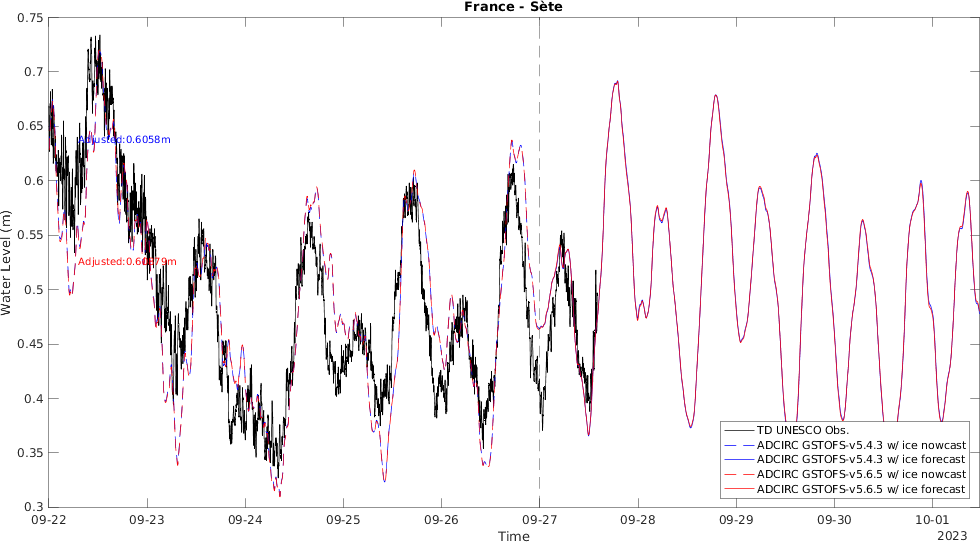 France - Sète
0.75
0.7
0.65
0.6
0.55
0.5
0.45
0.4
0.35
0.3
Water Level (m)
Adjusted:0.6058m
TD UNESCO Obs.
ADCIRC GSTOFS-v5.4.3 w/ ice nowcast
ADCIRC GSTOFS-v5.4.3 w/ ice forecast
ADCIRC GSTOFS-v5.6.5 w/ ice nowcast
ADCIRC GSTOFS-v5.6.5 w/ ice forecast
09-22 09-23 09-24 09-25 09-26 09-27 09-28 09-29 09-30 10-01
Time
2023